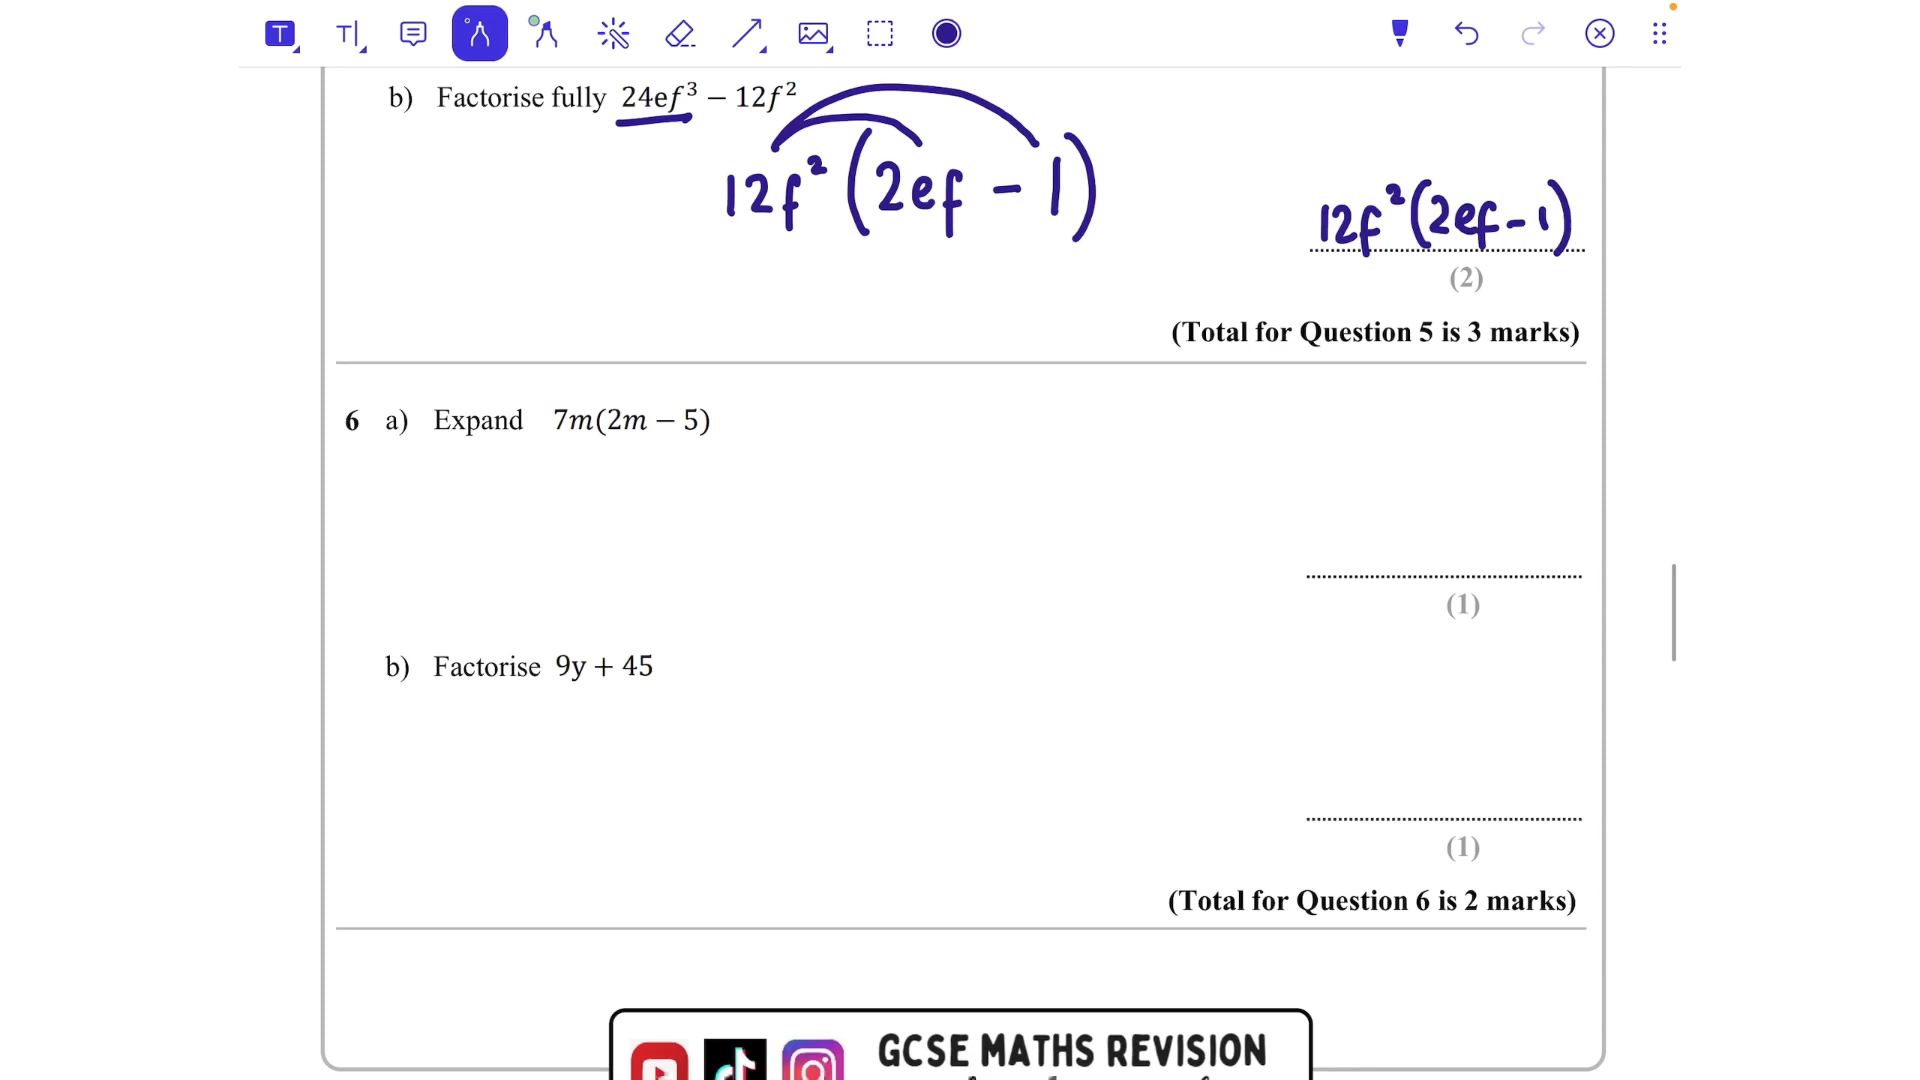 b) Factorise fully 24ef³ − 12f²
12f²(2ef − 1)
12f²(2ef − 1)
(2)
(Total for Question 5 is 3 marks)
6 a) Expand 7m(2m − 5)
(1)
b) Factorise 9y + 45
(1)
(Total for Question 6 is 2 marks)
GCSE MATHS REVISION